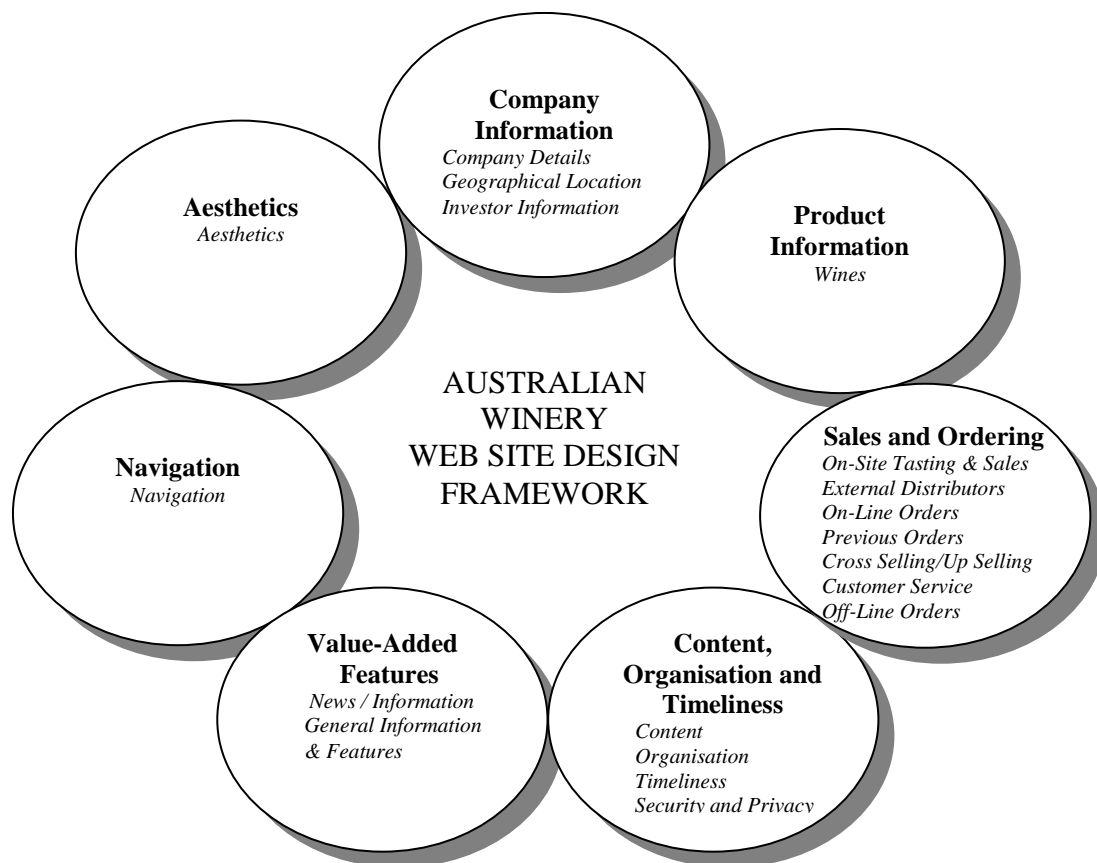 Company
Information
Company Details
Geographical Location
Investor Information
Aesthetics
Aesthetics
Product
Information
Wines
AUSTRALIAN
WINERY
WEB SITE DESIGN
FRAMEWORK
Navigation
Navigation
Sales and Ordering
On-Site Tasting & Sales
External Distributors
On-Line Orders
Previous Orders
Cross Selling/Up Selling
Customer Service
Off-Line Orders
Value-Added
Features
News / Information
General Information
& Features
Content,
Organisation and
Timeliness
Content
Organisation
Timeliness
Security and Privacy